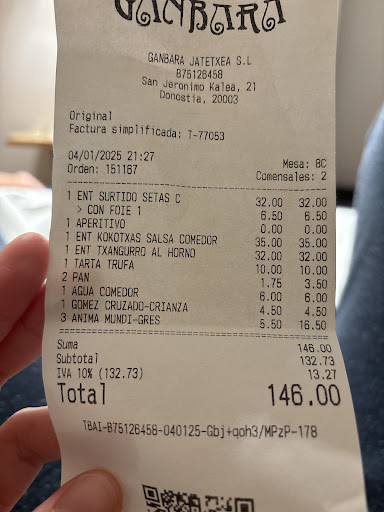 GANBARA
GANBARA JATETXEA S.L
B75126458
San Jeronimo Kalea, 21
Donostia, 20003
Original
Factura simplificada: T-77053
04/01/2025 21:27 Mesa: 8C
Orden: 151167 Comensales: 2
1 ENT SURTIDO SETAS C 32.00 32.00
> CON FOIE 1 6.50 6.50
1 APERITIVO 0.00 0.00
1 ENT KOKOTXAS SALSA COMEDOR 35.00 35.00
1 ENT TXANGURRO AL HORNO 32.00 32.00
1 TARTA TRUFA 10.00 10.00
2 PAN 1.75 3.50
1 AGUA COMEDOR 6.00 6.00
1 GOMEZ CRUZADO-CRIANZA 4.50 4.50
3 ANIMA MUNDI-GRES 5.50 16.50
Suma 146.00
Subtotal 132.73
IVA 10% (132.73) 13.27
Total 146.00
TBAI-B75126458-040125-Gbj+qoh3/MPzP-178